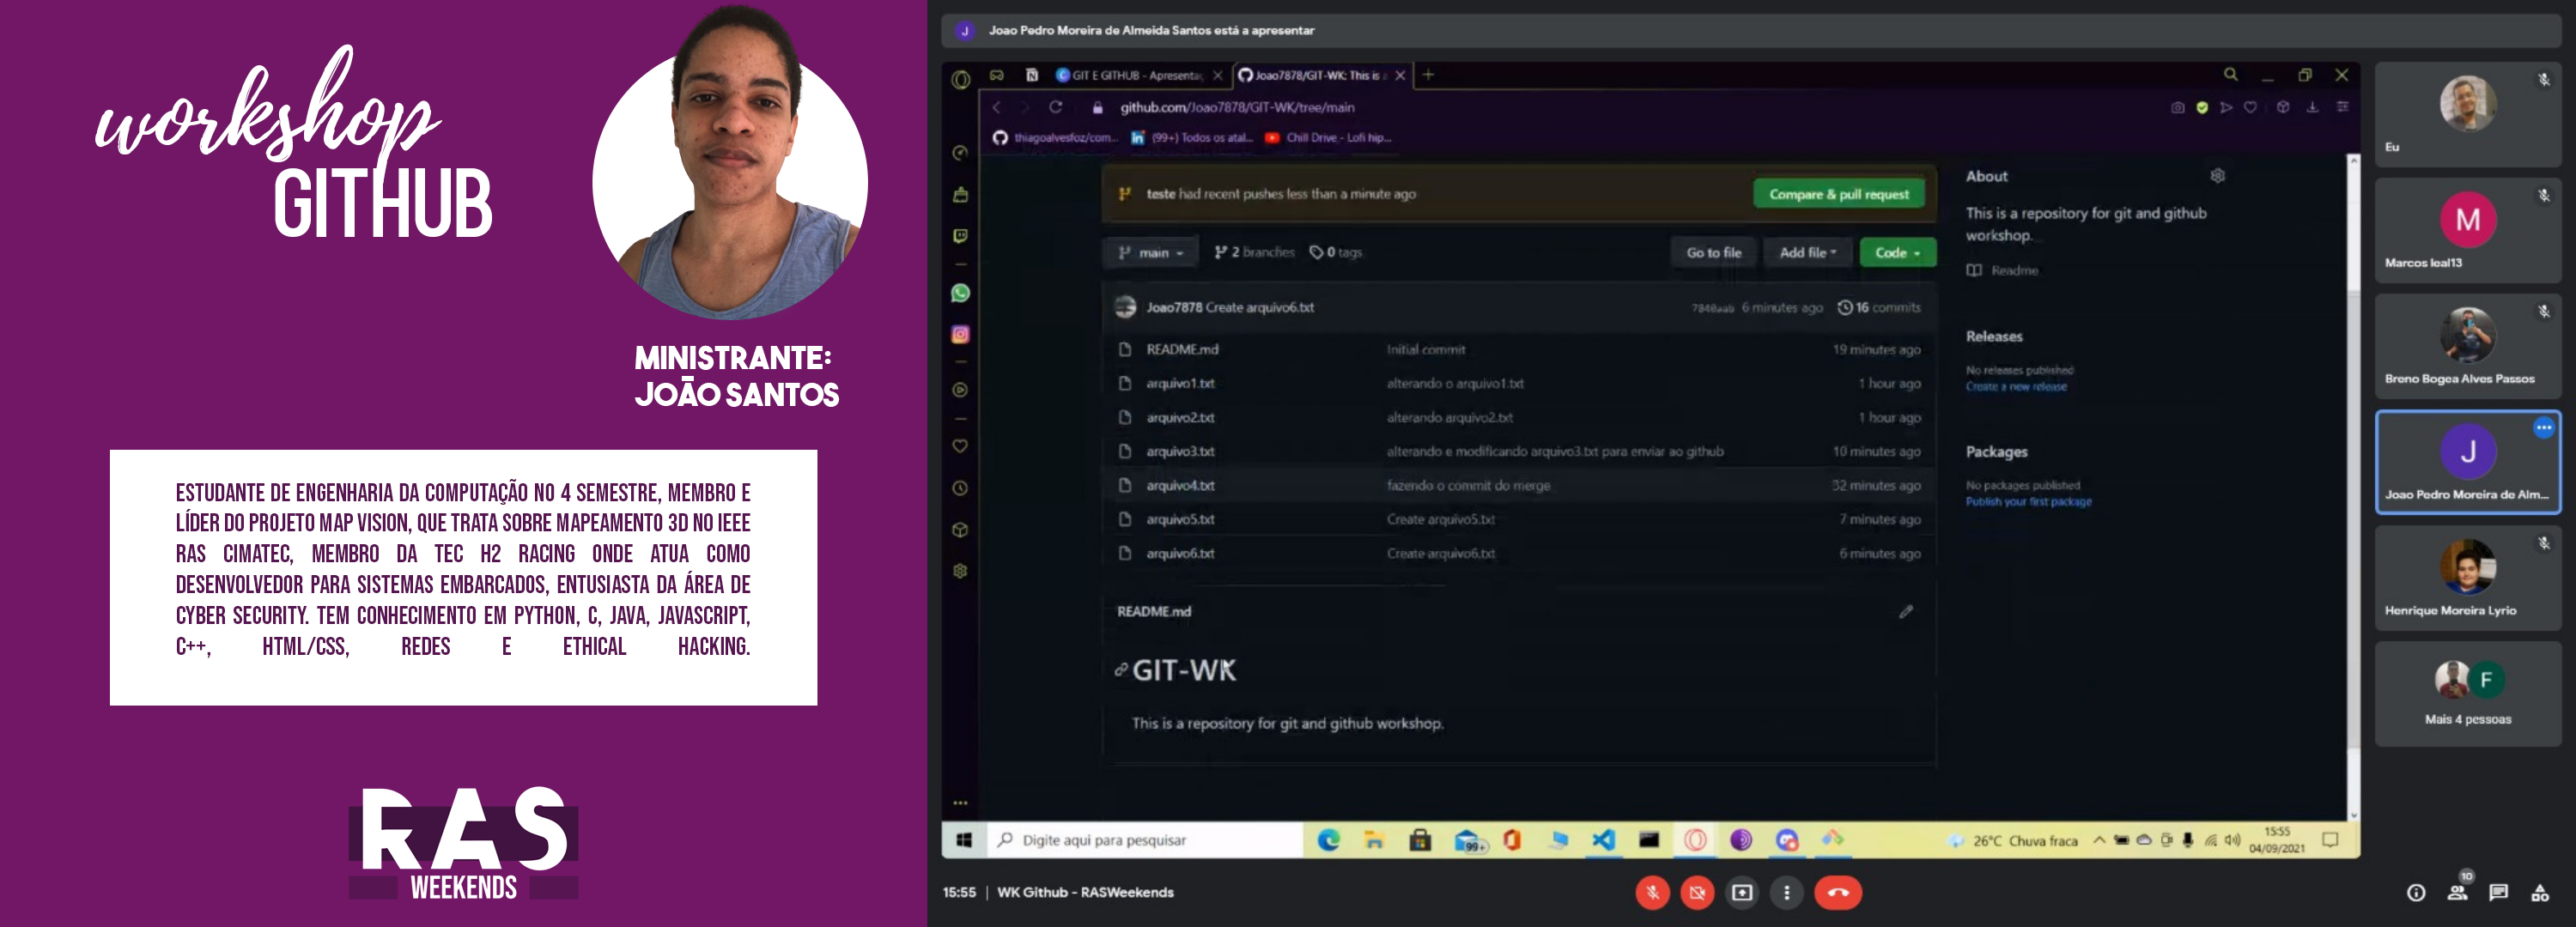 workshop
GITHUB
MINISTRANTE:
JOÃO SANTOS
ESTUDANTE DE ENGENHARIA DA COMPUTAÇÃO NO 4 SEMESTRE, MEMBRO E
LÍDER DO PROJETO MAP VISION, QUE TRATA SOBRE MAPEAMENTO 3D NO IEEE
RAS CIMATEC, MEMBRO DA TEC H2 RACING ONDE ATUA COMO
DESENVOLVEDOR PARA SISTEMAS EMBARCADOS, ENTUSIASTA DA ÁREA DE
CYBER SECURITY. TEM CONHECIMENTO EM PYTHON, C, JAVA, JAVASCRIPT,
C++, HTML/CSS, REDES E ETHICAL HACKING.
RAS
WEEKENDS
J Joao Pedro Moreira de Almeida Santos está a apresentar
GIT E GITHUB - Apresentaç
Joao7878/GIT-WK: This is a
github.com/Joao7878/GIT-WK/tree/main
thiagoalvesfoz/com... (99+) Todos os atal... Chill Drive - Lofi hip...
teste had recent pushes less than a minute ago Compare & pull request
main 2 branches 0 tags Go to file Add file Code
Joao7878 Create arquivo6.txt 6 minutes ago 16 commits
README.md Initial commit 19 minutes ago
arquivo1.txt alterando o arquivo1.txt 1 hour ago
arquivo2.txt alterando arquivo2.txt 1 hour ago
arquivo3.txt alterando e modificando arquivo3.txt para enviar ao github 10 minutes ago
arquivo4.txt fazendo o commit do merge 32 minutes ago
arquivo5.txt Create arquivo5.txt 7 minutes ago
arquivo6.txt Create arquivo6.txt 6 minutes ago
README.md
GIT-WK
This is a repository for git and github workshop.
About
This is a repository for git and github
workshop.
Readme
Releases
No releases published
Create a new release
Packages
No packages published
Publish your first package
Digite aqui para pesquisar
99+
26°C Chuva fraca
15:55
04/09/2021
Eu
M
Marcos leal13
Breno Bogea Alves Passos
J
Joao Pedro Moreira de Alm...
Henrique Moreira Lyrio
F
Mais 4 pessoas
15:55 | WK Github - RASWeekends
10